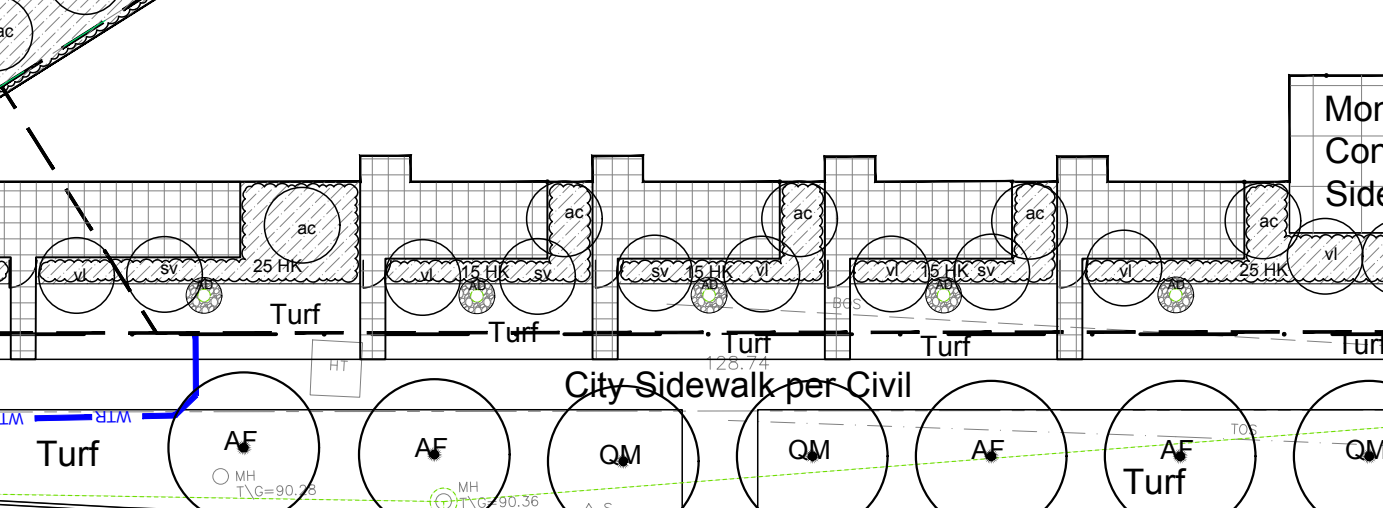 ac
Mor
Con
Side
ac
ac
ac
ac
ac
vl
sv
25 HK
vl
15 HK
sv
sv
15 HK
vl
vl
15 HK
sv
vl
25 HK
vl
AD
AD
AD
AD
AD
Turf
Turf
Turf
Turf
Turf
HT
128.74
City Sidewalk per Civil
WTR
Turf
AF
AF
QM
QM
AF
AF
QM
TOS
Turf
MH
T\G=90.28
MH
T\G=90.36